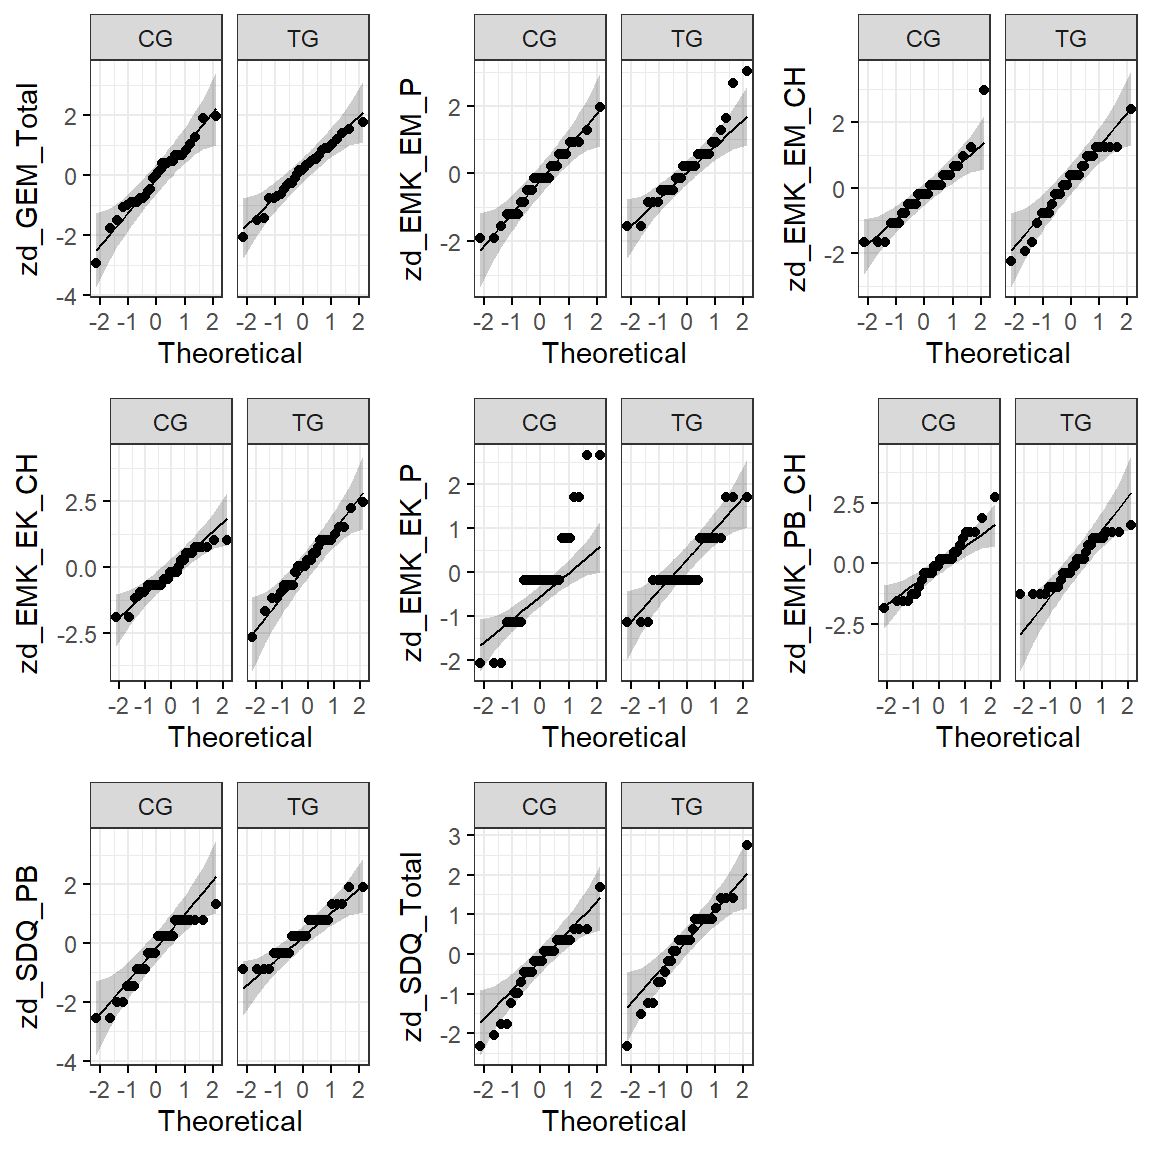 CG TG
zd_GEM_Total
2
0
-2
-4
-2 -1 0 1 2 -2 -1 0 1 2
Theoretical
CG TG
zd_EMK_EM_P
2
0
-2
-2 -1 0 1 2 -2 -1 0 1 2
Theoretical
CG TG
zd_EMK_EM_CH
2
0
-2
-2 -1 0 1 2 -2 -1 0 1 2
Theoretical
CG TG
zd_EMK_EK_CH
2.5
0.0
-2.5
-2 -1 0 1 2 -2 -1 0 1 2
Theoretical
CG TG
zd_EMK_EK_P
2
1
0
-1
-2
-2 -1 0 1 2 -2 -1 0 1 2
Theoretical
CG TG
zd_EMK_PB_CH
2.5
0.0
-2.5
-2 -1 0 1 2 -2 -1 0 1 2
Theoretical
CG TG
zd_SDQ_PB
2
0
-2
-4
-2 -1 0 1 2 -2 -1 0 1 2
Theoretical
CG TG
zd_SDQ_Total
3
2
1
0
-1
-2
-2 -1 0 1 2 -2 -1 0 1 2
Theoretical